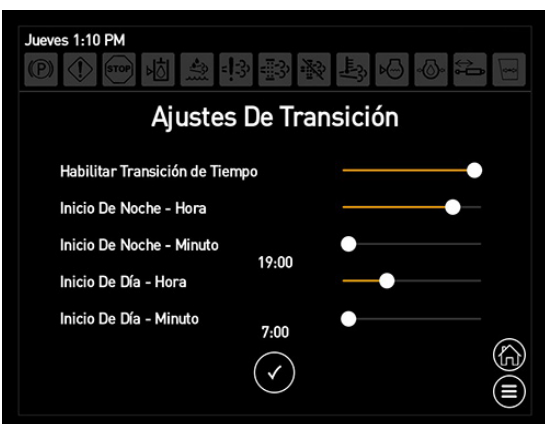 Jueves 1:10 PM
(P) STOP
Ajustes De Transición
Habilitar Transición de Tiempo
Inicio De Noche - Hora
Inicio De Noche - Minuto
19:00
Inicio De Día - Hora
Inicio De Día - Minuto
7:00